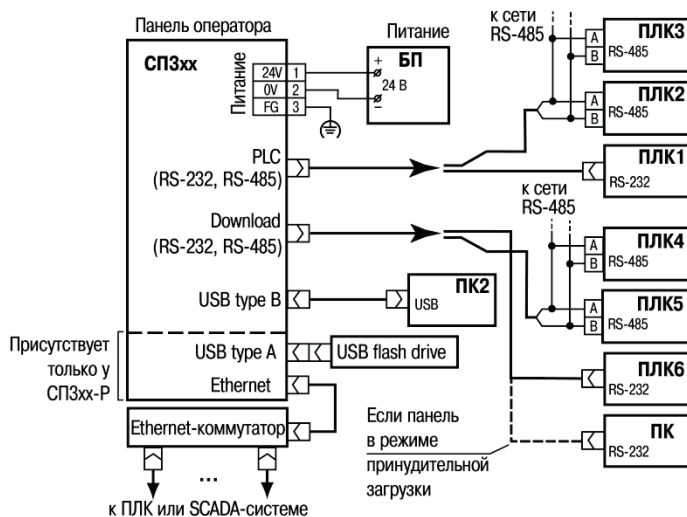 Панель оператора
СП3xx
Питание
24V 1
0V 2
FG 3
Питание
БП
+
24 В
–
PLC
(RS-232, RS-485)
Download
(RS-232, RS-485)
USB type B
USB type A
Ethernet
Присутствует
только у
СП3xx-Р
Ethernet-коммутатор
...
к ПЛК или SCADA-системе
ПК2
USB
USB flash drive
Если панель
в режиме
принудительной
загрузки
к сети
RS-485
ПЛК3
A
RS-485
B
ПЛК2
A
RS-485
B
ПЛК1
RS-232
к сети
RS-485
ПЛК4
A
RS-485
B
ПЛК5
A
RS-485
B
ПЛК6
RS-232
ПК
RS-232